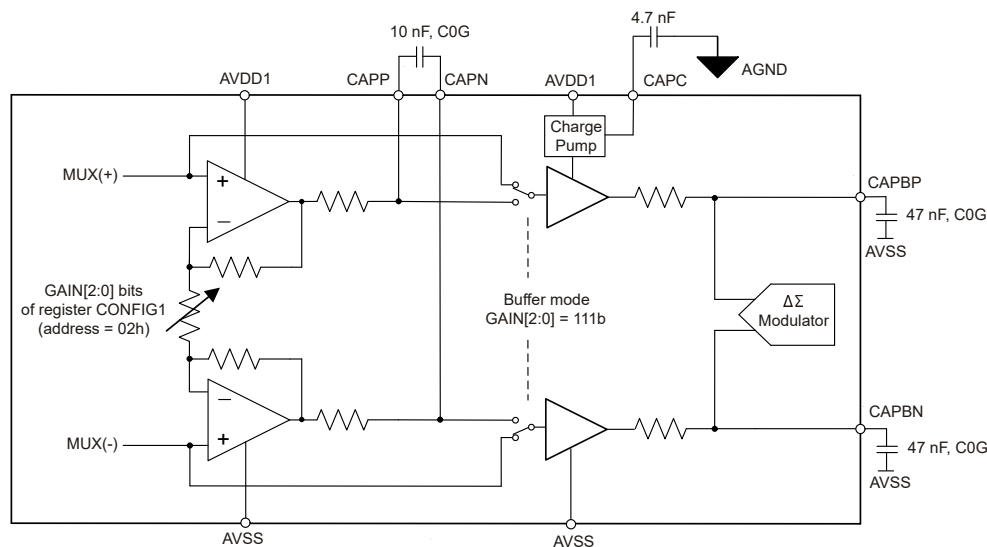 4.7 nF
10 nF, C0G
AGND
AVDD1
CAPP
CAPN
AVDD1
CAPC
Charge
Pump
MUX(+)
+
–
CAPBP
47 nF, C0G
AVSS
GAIN[2:0] bits
of register CONFIG1
(address = 02h)
Buffer mode
GAIN[2:0] = 111b
ΔΣ
Modulator
–
+
MUX(-)
CAPBN
47 nF, C0G
AVSS
AVSS
AVSS